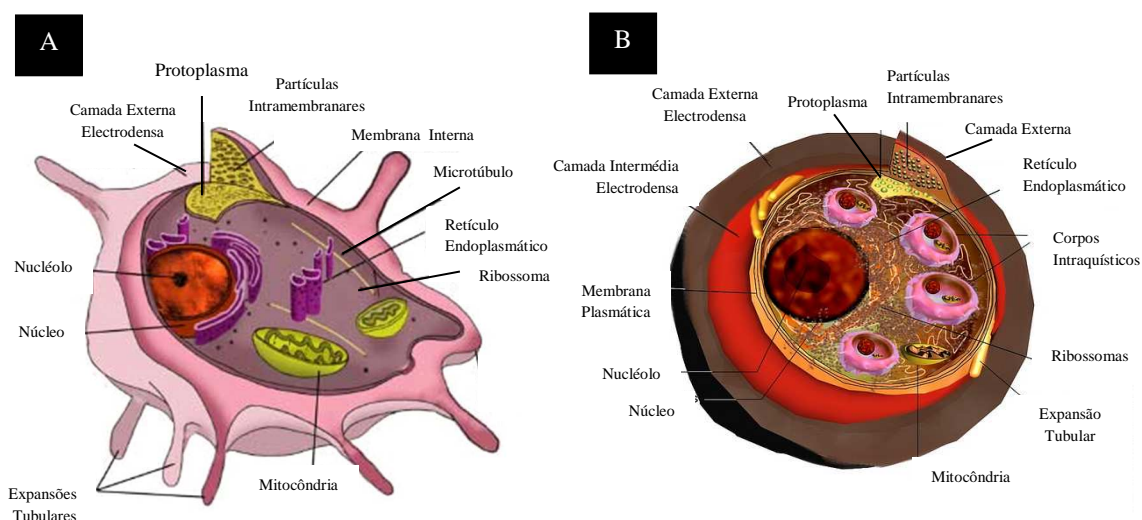 A
Protoplasma
Partículas
Intramembranares
Camada Externa
Electrodensa
Membrana Interna
Microtúbulo
Retículo
Endoplasmático
Ribossoma
Nucléolo
Núcleo
Mitocôndria
Expansões
Tubulares
B
Partículas
Intramembranares
Camada Externa
Electrodensa
Protoplasma
Camada Externa
Camada Intermédia
Electrodensa
Retículo
Endoplasmático
Corpos
Intraquísticos
Membrana
Plasmática
Ribossomas
Nucléolo
Núcleo
Expansão
Tubular
Mitocôndria